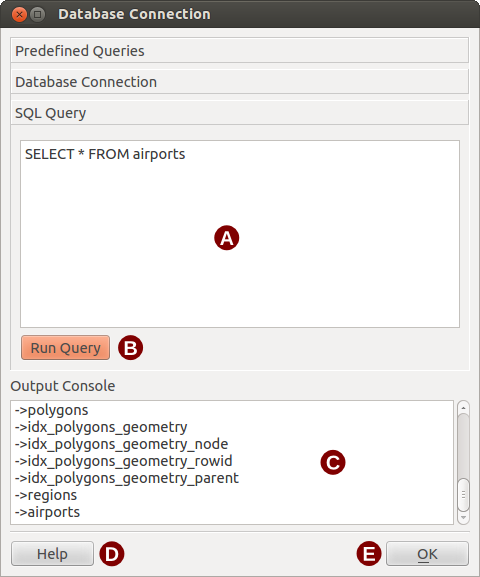 Database Connection
Predefined Queries
Database Connection
SQL Query
SELECT * FROM airports
A
Run Query B
Output Console
->polygons
->idx_polygons_geometry
->idx_polygons_geometry_node
->idx_polygons_geometry_rowid
->idx_polygons_geometry_parent
->regions
->airports
C
Help D E OK